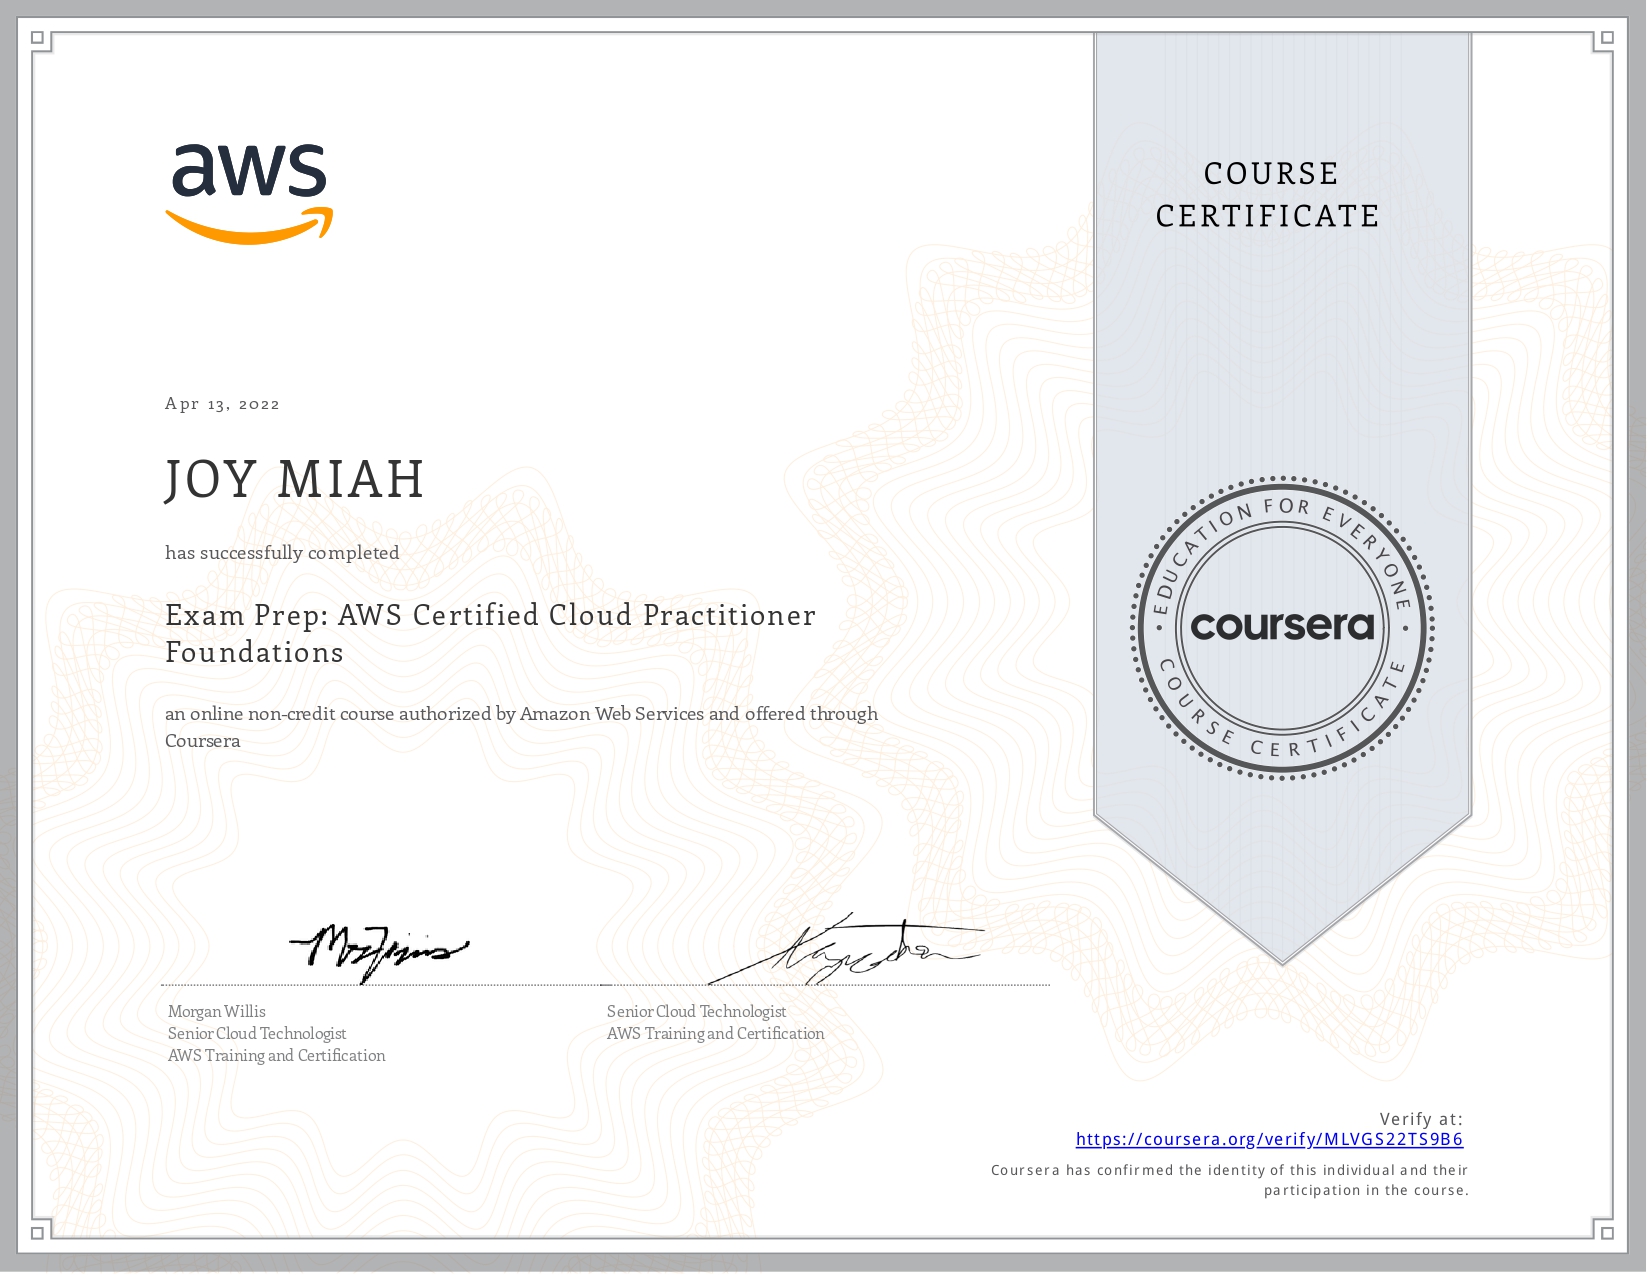 aws
COURSE
CERTIFICATE
Apr 13, 2022
JOY MIAH
has successfully completed
Exam Prep: AWS Certified Cloud Practitioner
Foundations
an online non-credit course authorized by Amazon Web Services and offered through
Coursera
EDUCATION FOR EVERYONE
coursera
COURSE CERTIFICATE
Morgan Willis
Senior Cloud Technologist
AWS Training and Certification
Senior Cloud Technologist
AWS Training and Certification
Verify at:
https://coursera.org/verify/MLVGS22TS9B6
Coursera has confirmed the identity of this individual and their
participation in the course.